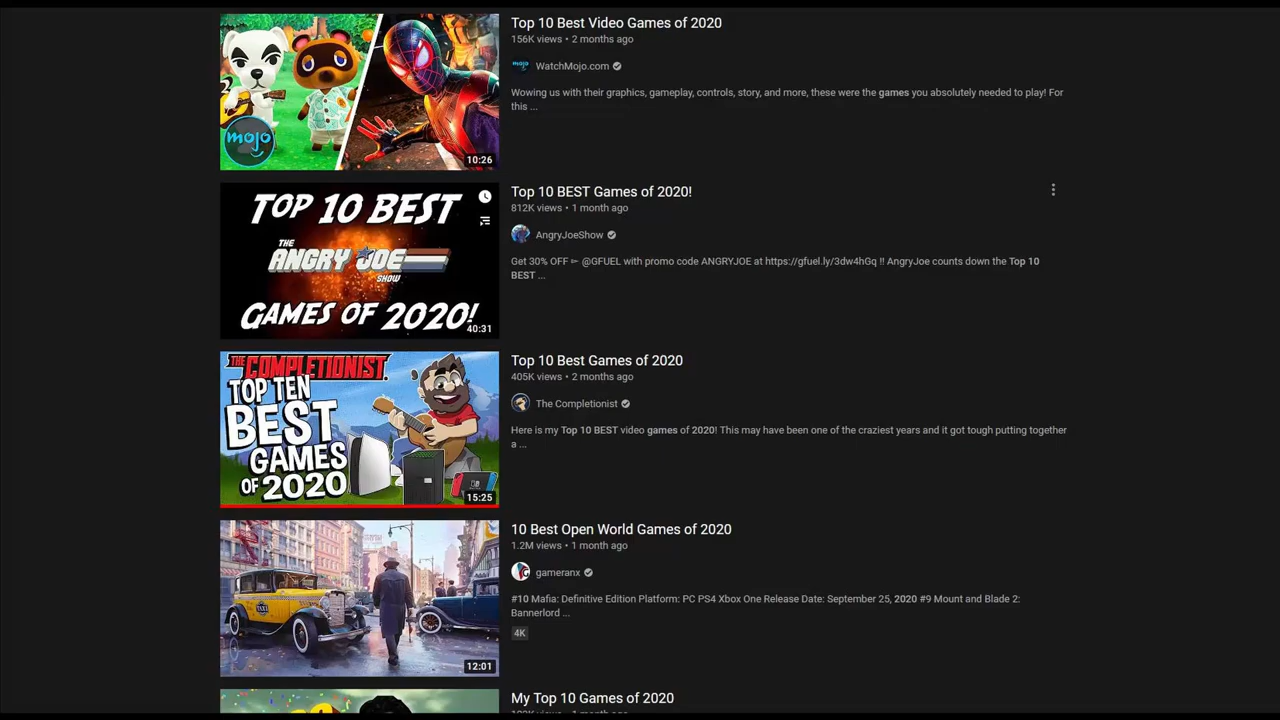 Top 10 Best Video Games of 2020
156K views • 2 months ago
mojo
WatchMojo.com
Wowing us with their graphics, gameplay, controls, story, and more, these were the games you absolutely needed to play! For
this ...
mojo
10:26
TOP 10 BEST
THE
ANGRY JOE
SHOW
GAMES OF 2020!
40:31
Top 10 BEST Games of 2020!
812K views • 1 month ago
AngryJoeShow
Get 30% OFF ► @GFUEL with promo code ANGRYJOE at https://gfuel.ly/3dw4hGq !! AngryJoe counts down the Top 10
BEST ...
THE COMPLETIONIST.
TOP TEN
BEST
GAMES
OF 2020
15:25
Top 10 Best Games of 2020
405K views • 2 months ago
The Completionist
Here is my Top 10 BEST video games of 2020! This may have been one of the craziest years and it got tough putting together
a ...
TAXI
12:01
10 Best Open World Games of 2020
1.2M views • 1 month ago
gameranx
#10 Mafia: Definitive Edition Platform: PC PS4 Xbox One Release Date: September 25, 2020 #9 Mount and Blade 2:
Bannerlord ...
4K
My Top 10 Games of 2020